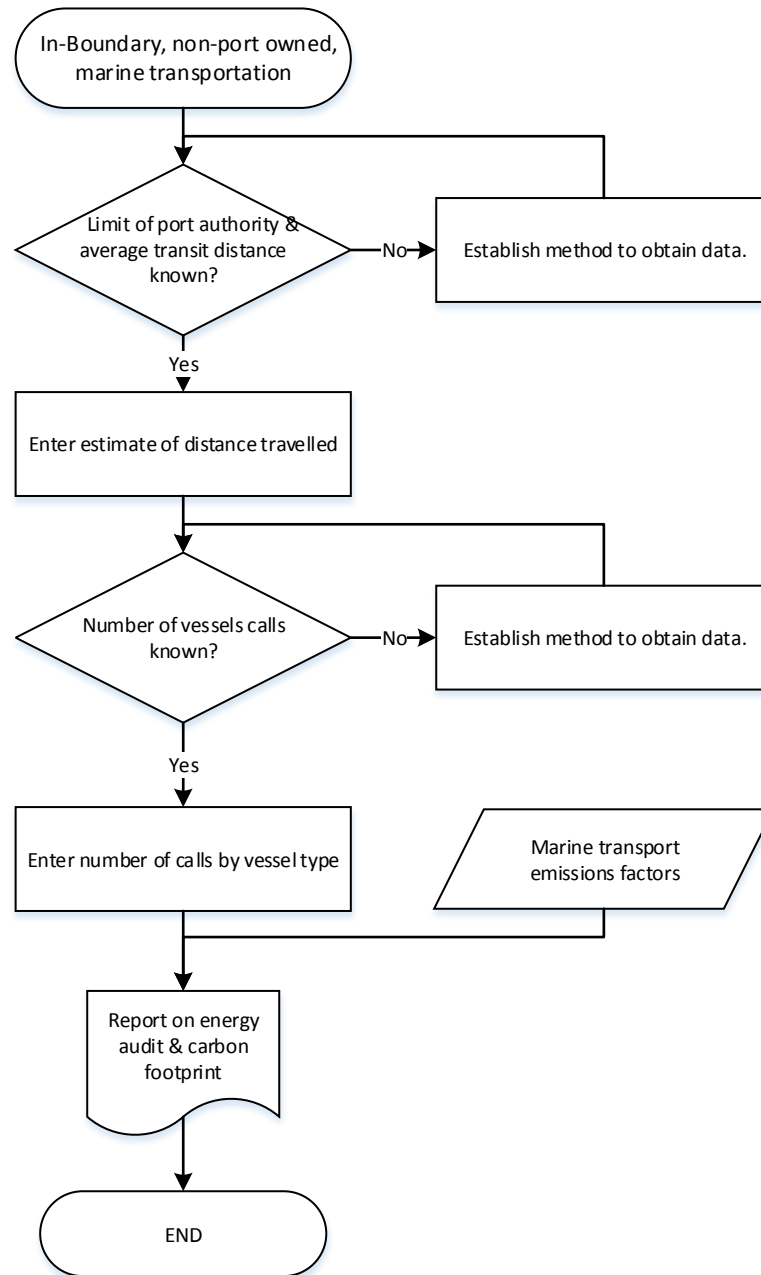 In-Boundary, non-port owned,
marine transportation
Limit of port authority &
average transit distance
known?
No
Establish method to obtain data.
Yes
Enter estimate of distance travelled
Number of vessels calls
known?
No
Establish method to obtain data.
Yes
Enter number of calls by vessel type
Marine transport
emissions factors
Report on energy
audit & carbon
footprint
END